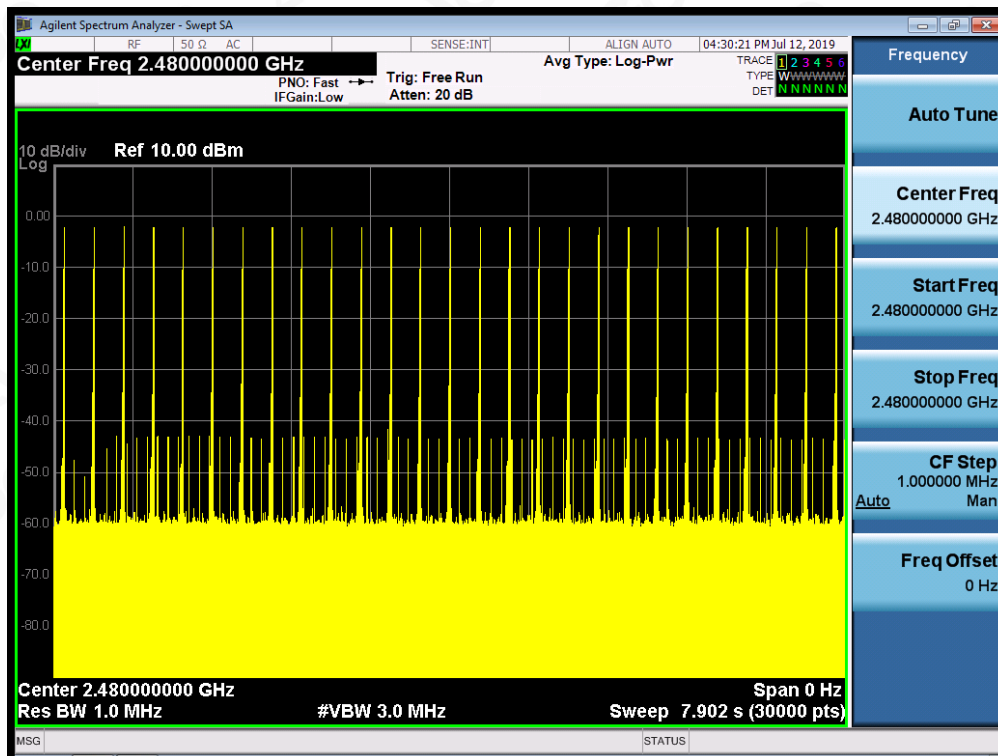 Agilent Spectrum Analyzer - Swept SA
LXI RF 50 Ω AC SENSE:INT ALIGN AUTO 04:30:21 PM Jul 12, 2019
Center Freq 2.480000000 GHz
PNO: Fast
IFGain:Low
Trig: Free Run
Atten: 20 dB
Avg Type: Log-Pwr
TRACE 1 2 3 4 5 6
TYPE W
DET N N N N N N
10 dB/div Ref 10.00 dBm
Log
0.00
-10.0
-20.0
-30.0
-40.0
-50.0
-60.0
-70.0
-80.0
Center 2.480000000 GHz Span 0 Hz
Res BW 1.0 MHz #VBW 3.0 MHz Sweep 7.902 s (30000 pts)
MSG STATUS
Frequency
Auto Tune
Center Freq
2.480000000 GHz
Start Freq
2.480000000 GHz
Stop Freq
2.480000000 GHz
CF Step
1.000000 MHz
Auto Man
Freq Offset
0 Hz